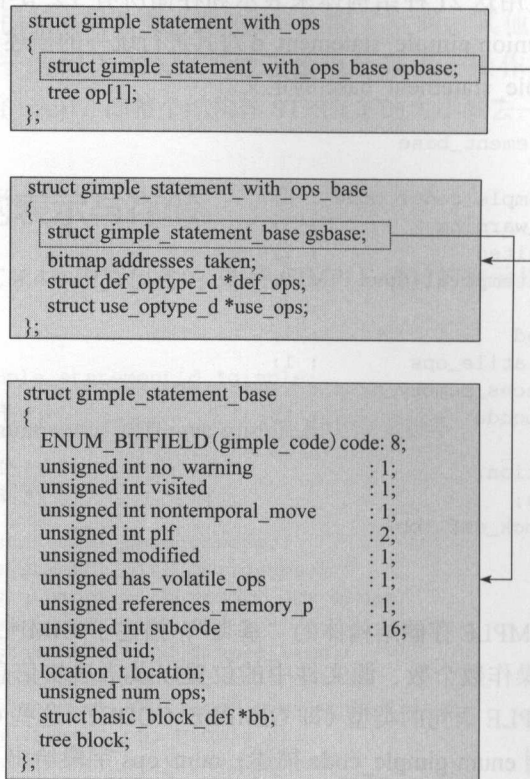 struct gimple_statement_with_ops
{
struct gimple_statement_with_ops_base opbase;
tree op[1];
};
struct gimple_statement_with_ops_base
{
struct gimple_statement_base gsbase;
bitmap addresses_taken;
struct def_optype_d *def_ops;
struct use_optype_d *use_ops;
};
struct gimple_statement_base
{
ENUM_BITFIELD(gimple_code) code: 8;
unsigned int no_warning : 1;
unsigned int visited : 1;
unsigned int nontemporal_move : 1;
unsigned int plf : 2;
unsigned modified : 1;
unsigned has_volatile_ops : 1;
unsigned references_memory_p : 1;
unsigned int subcode : 16;
unsigned uid;
location_t location;
unsigned num_ops;
struct basic_block_def *bb;
tree block;
};